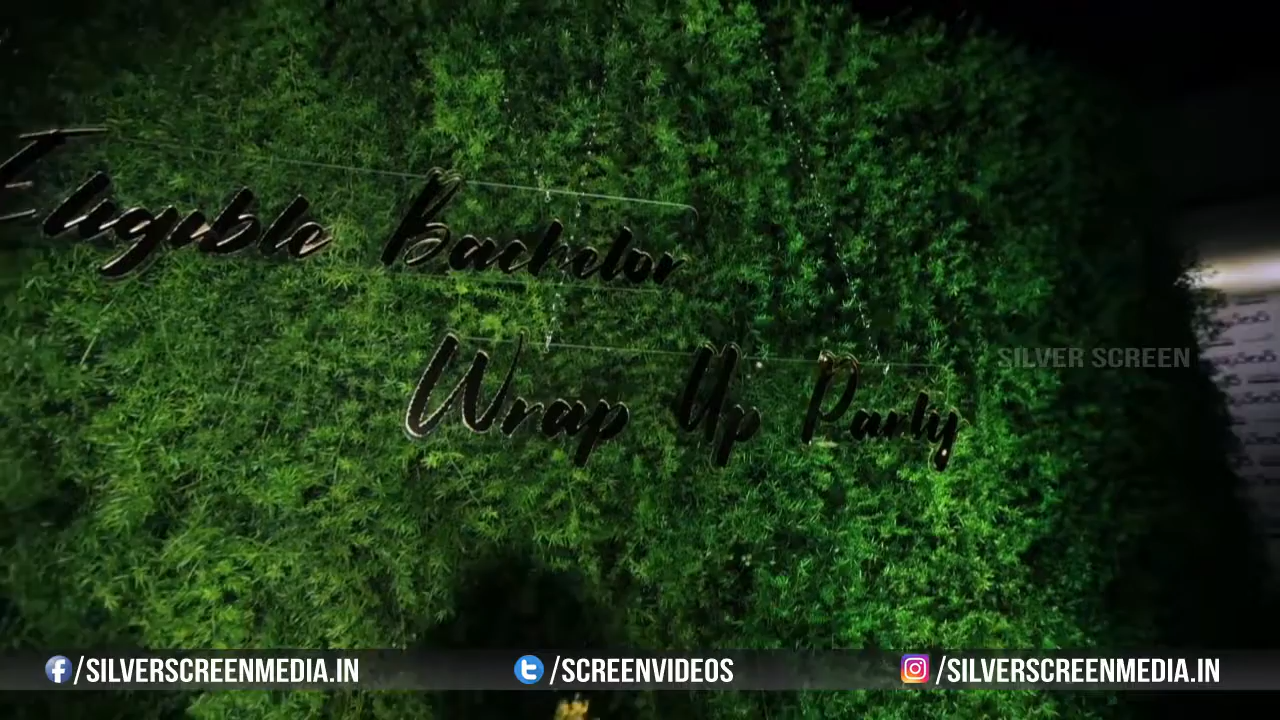 Eligible Bachelor
Wrap Up Party
SILVER SCREEN
/SILVERSCREENMEDIA.IN
/SCREENVIDEOS
/SILVERSCREENMEDIA.IN